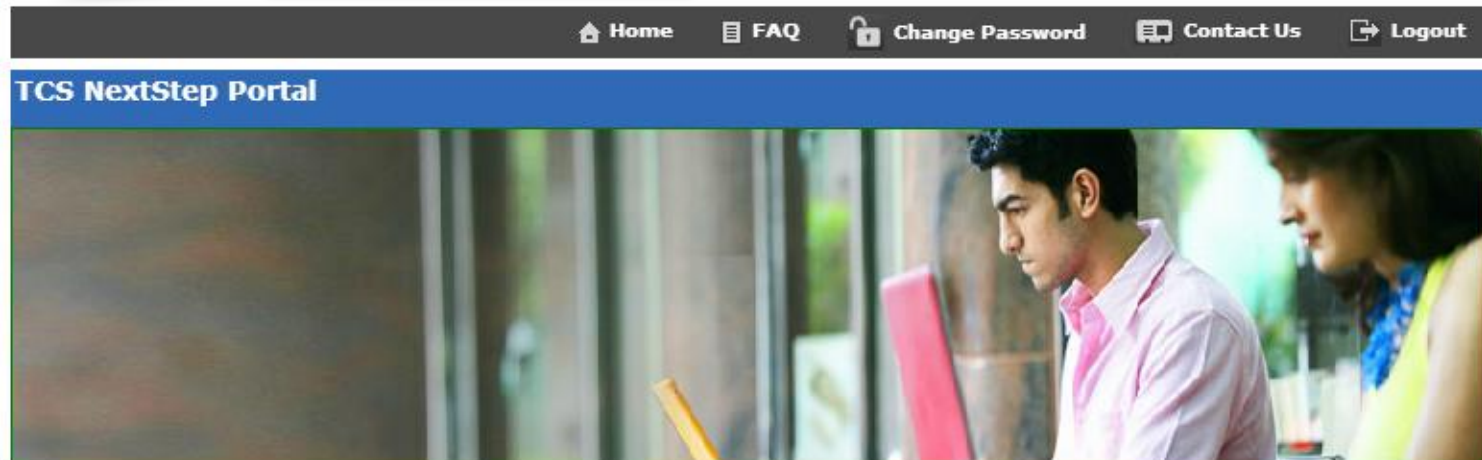 Home FAQ Change Password Contact Us Logout
TCS NextStep Portal